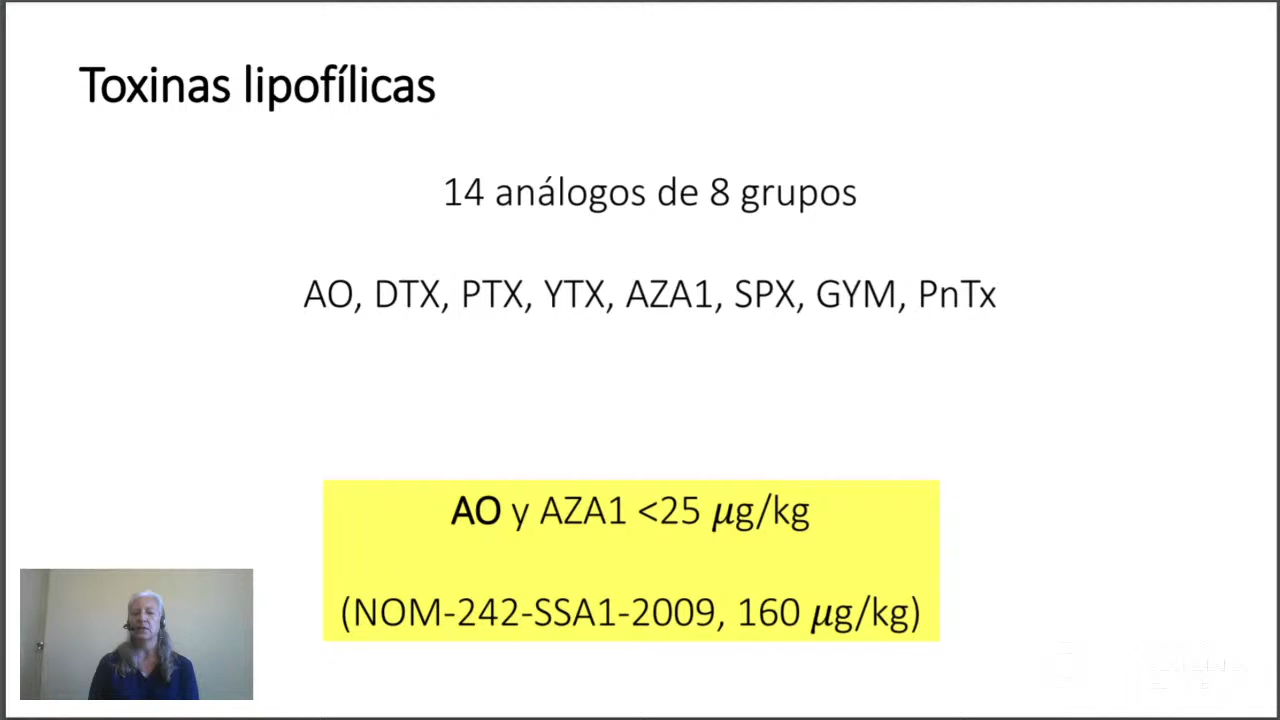 Toxinas lipofílicas
14 análogos de 8 grupos
AO, DTX, PTX, YTX, AZA1, SPX, GYM, PnTx
AO y AZA1 <25 𝝁g/kg
(NOM-242-SSA1-2009, 160 𝝁g/kg)